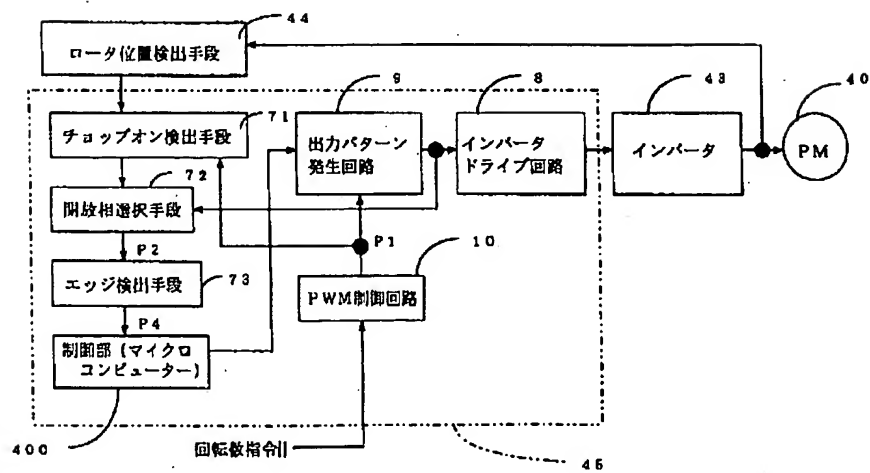 44
ロータ位置検出手段
9
8
43
40
71
チョップオン検出手段
出力パターン
発生回路
インバータ
ドライブ回路
インバータ
PM
72
開放相選択手段
P1
10
P2
エッジ検出手段
73
PWM制御回路
P4
制御部(マイクロ
コンピューター)
400
回転数指令
45